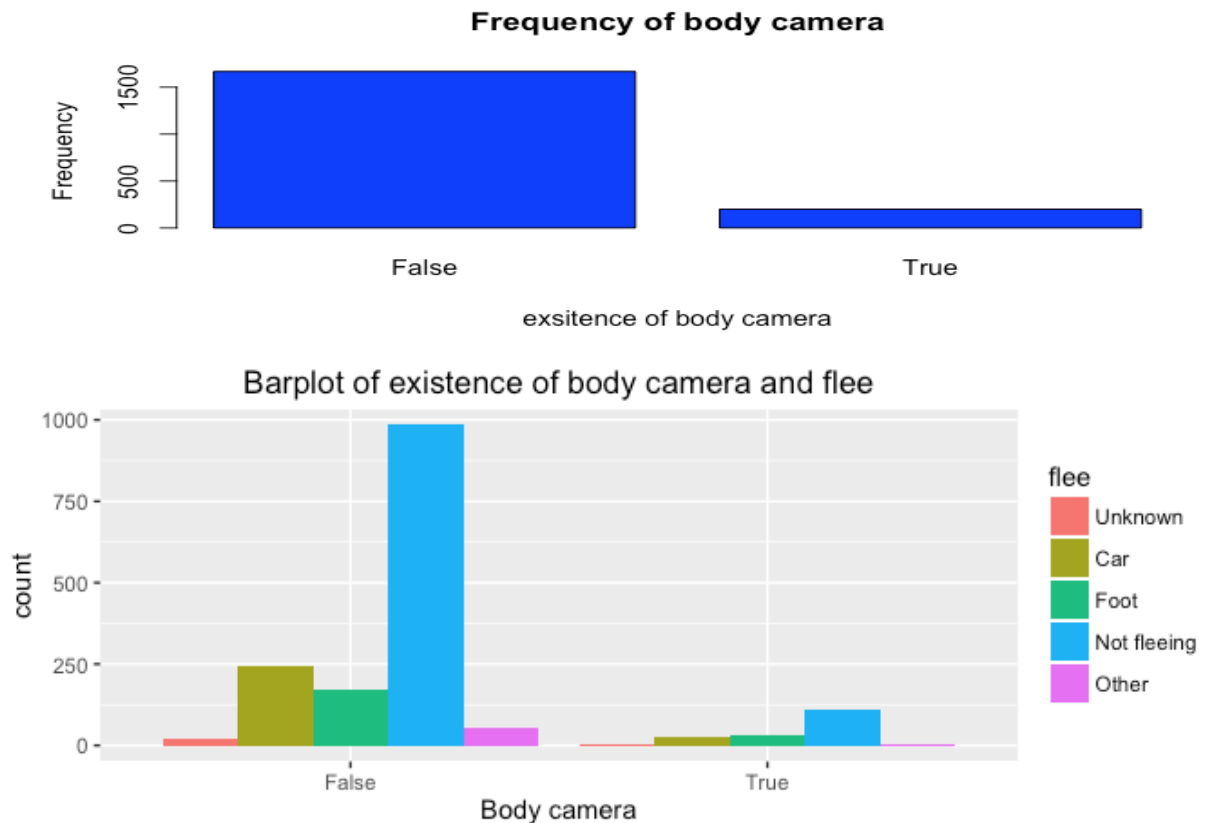 Frequency of body camera
Frequency
1500
500
0
False
True
exsitence of body camera
Barplot of existence of body camera and flee
count
1000
750
500
250
0
False
True
Body camera
flee
Unknown
Car
Foot
Not fleeing
Other